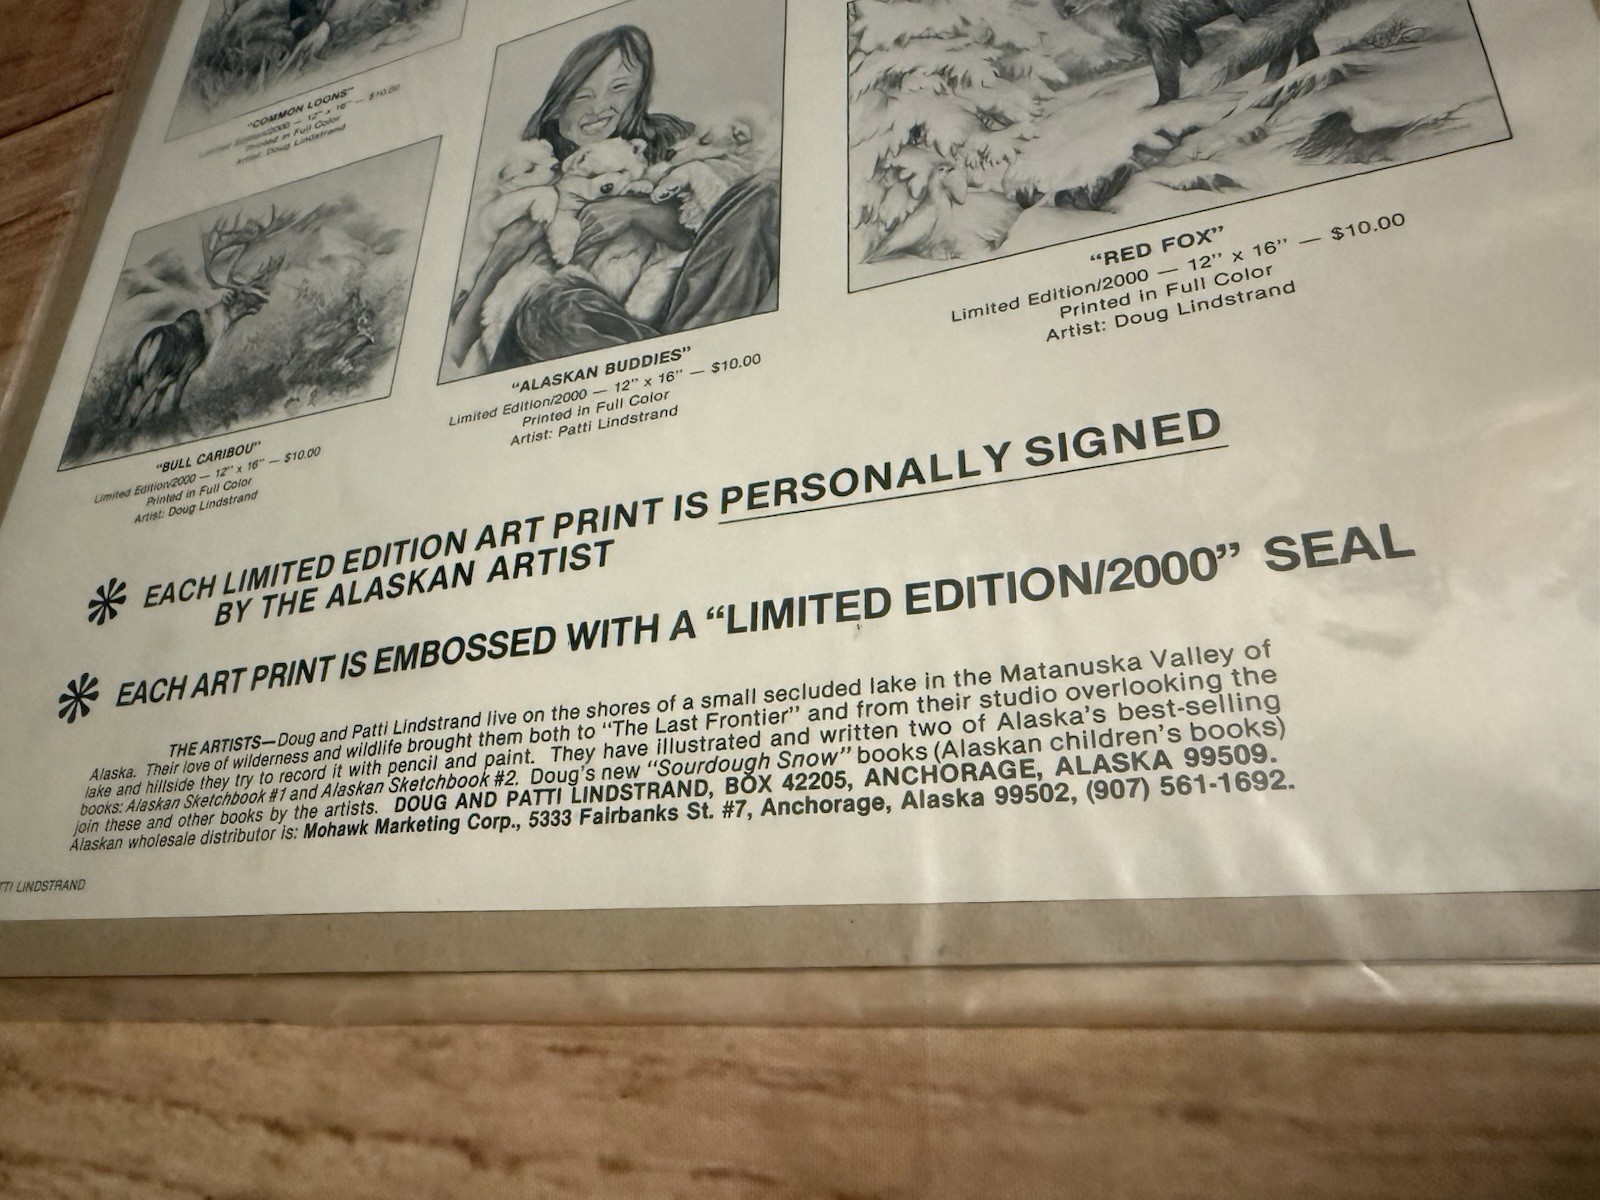 "COMMON LOONS"
Limited Edition/2000 — 12" x 16" — $10.00
Printed in Full Color
Artist: Doug Lindstrand
"RED FOX"
Limited Edition/2000 — 12" x 16" — $10.00
Printed in Full Color
Artist: Doug Lindstrand
"ALASKAN BUDDIES"
Limited Edition/2000 — 12" x 16" — $10.00
Printed in Full Color
Artist: Patti Lindstrand
"BULL CARIBOU"
Limited Edition/2000 — 12" x 16" — $10.00
Printed in Full Color
Artist: Doug Lindstrand
EACH LIMITED EDITION ART PRINT IS PERSONALLY SIGNED
BY THE ALASKAN ARTIST
EACH ART PRINT IS EMBOSSED WITH A "LIMITED EDITION/2000" SEAL
THE ARTISTS—Doug and Patti Lindstrand live on the shores of a small secluded lake in the Matanuska Valley of
Alaska. Their love of wilderness and wildlife brought them both to "The Last Frontier" and from their studio overlooking the
lake and hillside they try to record it with pencil and paint. They have illustrated and written two of Alaska's best-selling
books: Alaskan Sketchbook #1 and Alaskan Sketchbook #2. Doug's new "Sourdough Snow" books (Alaskan children's books)
join these and other books by the artists. DOUG AND PATTI LINDSTRAND, BOX 42205, ANCHORAGE, ALASKA 99509.
Alaskan wholesale distributor is: Mohawk Marketing Corp., 5333 Fairbanks St. #7, Anchorage, Alaska 99502, (907) 561-1692.
TTI LINDSTRAND